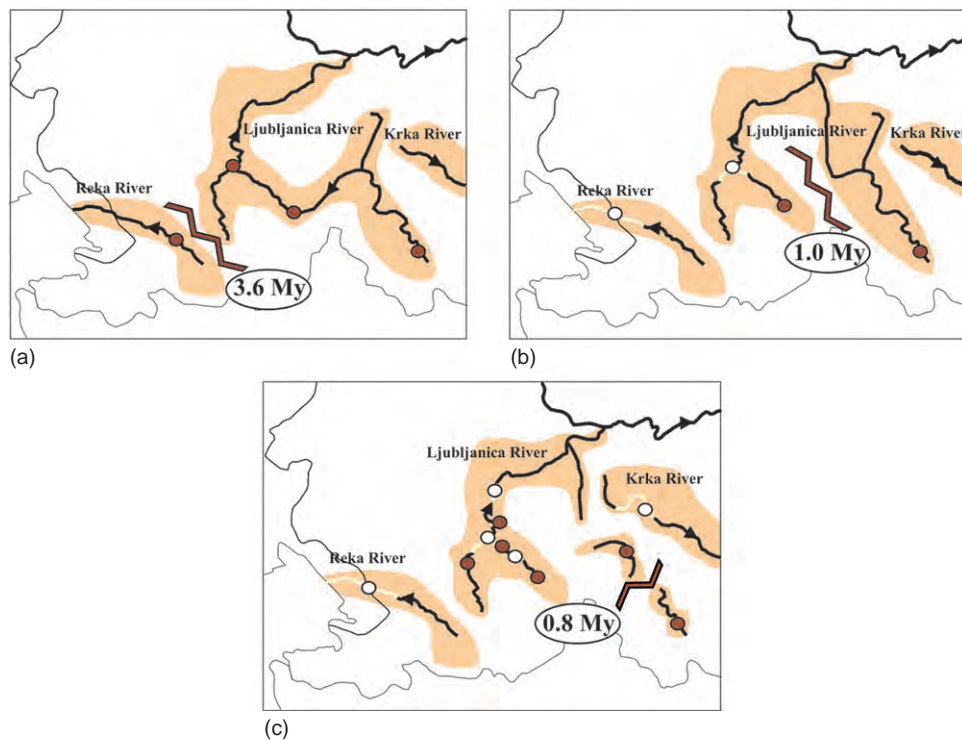 Ljubljanica River
Krka River
Reka River
3.6 My
(a)
Ljubljanica River
Krka River
Reka River
1.0 My
(b)
Ljubljanica River
Krka River
Reka River
0.8 My
(c)